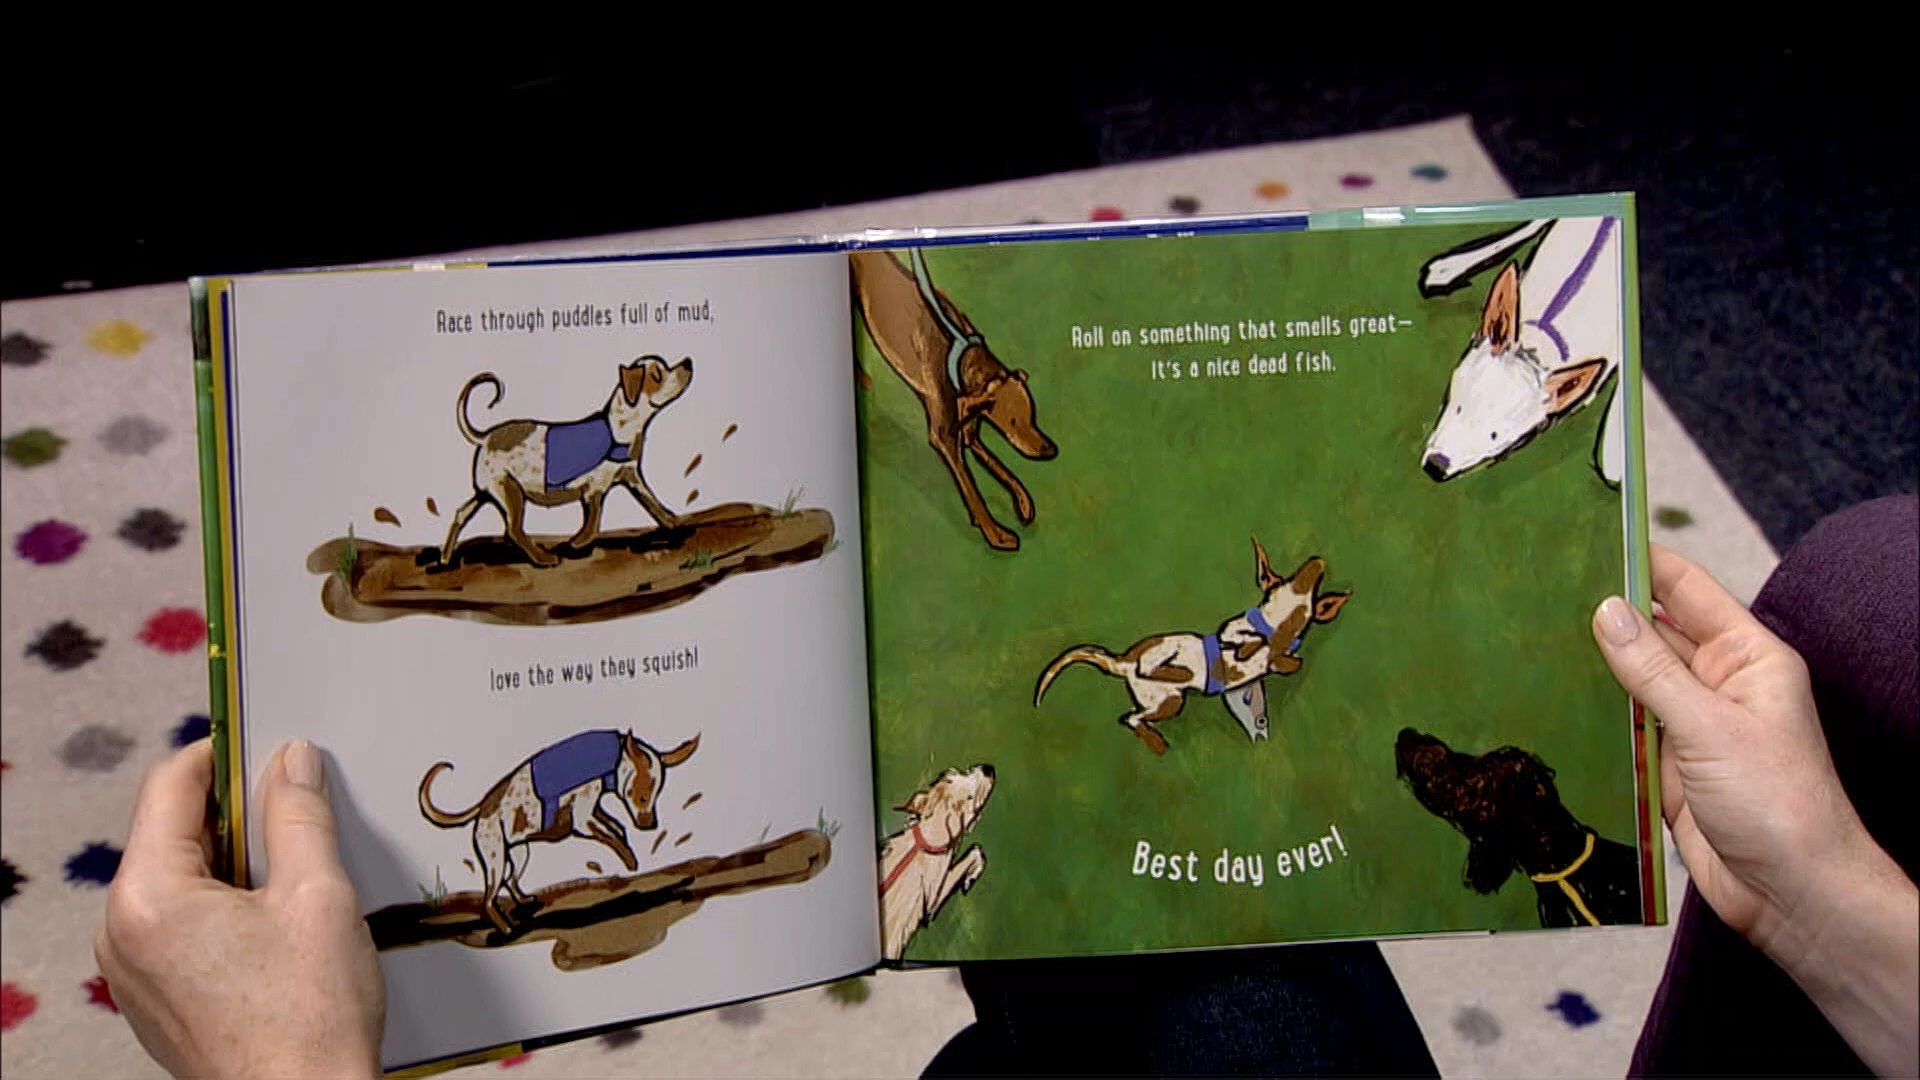 Race through puddles full of mud,
love the way they squish!
Roll on something that smells great—
It's a nice dead fish.
Best day ever!